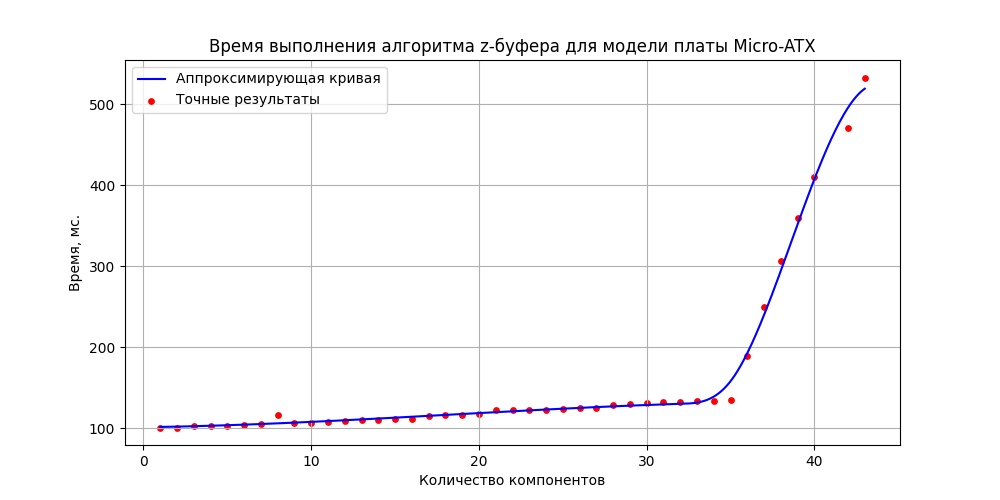 Время выполнения алгоритма z-буфера для модели платы Micro-ATX
Аппроксимирующая кривая
Точные результаты
Время, мс.
500
400
300
200
100
0
10
20
30
40
Количество компонентов